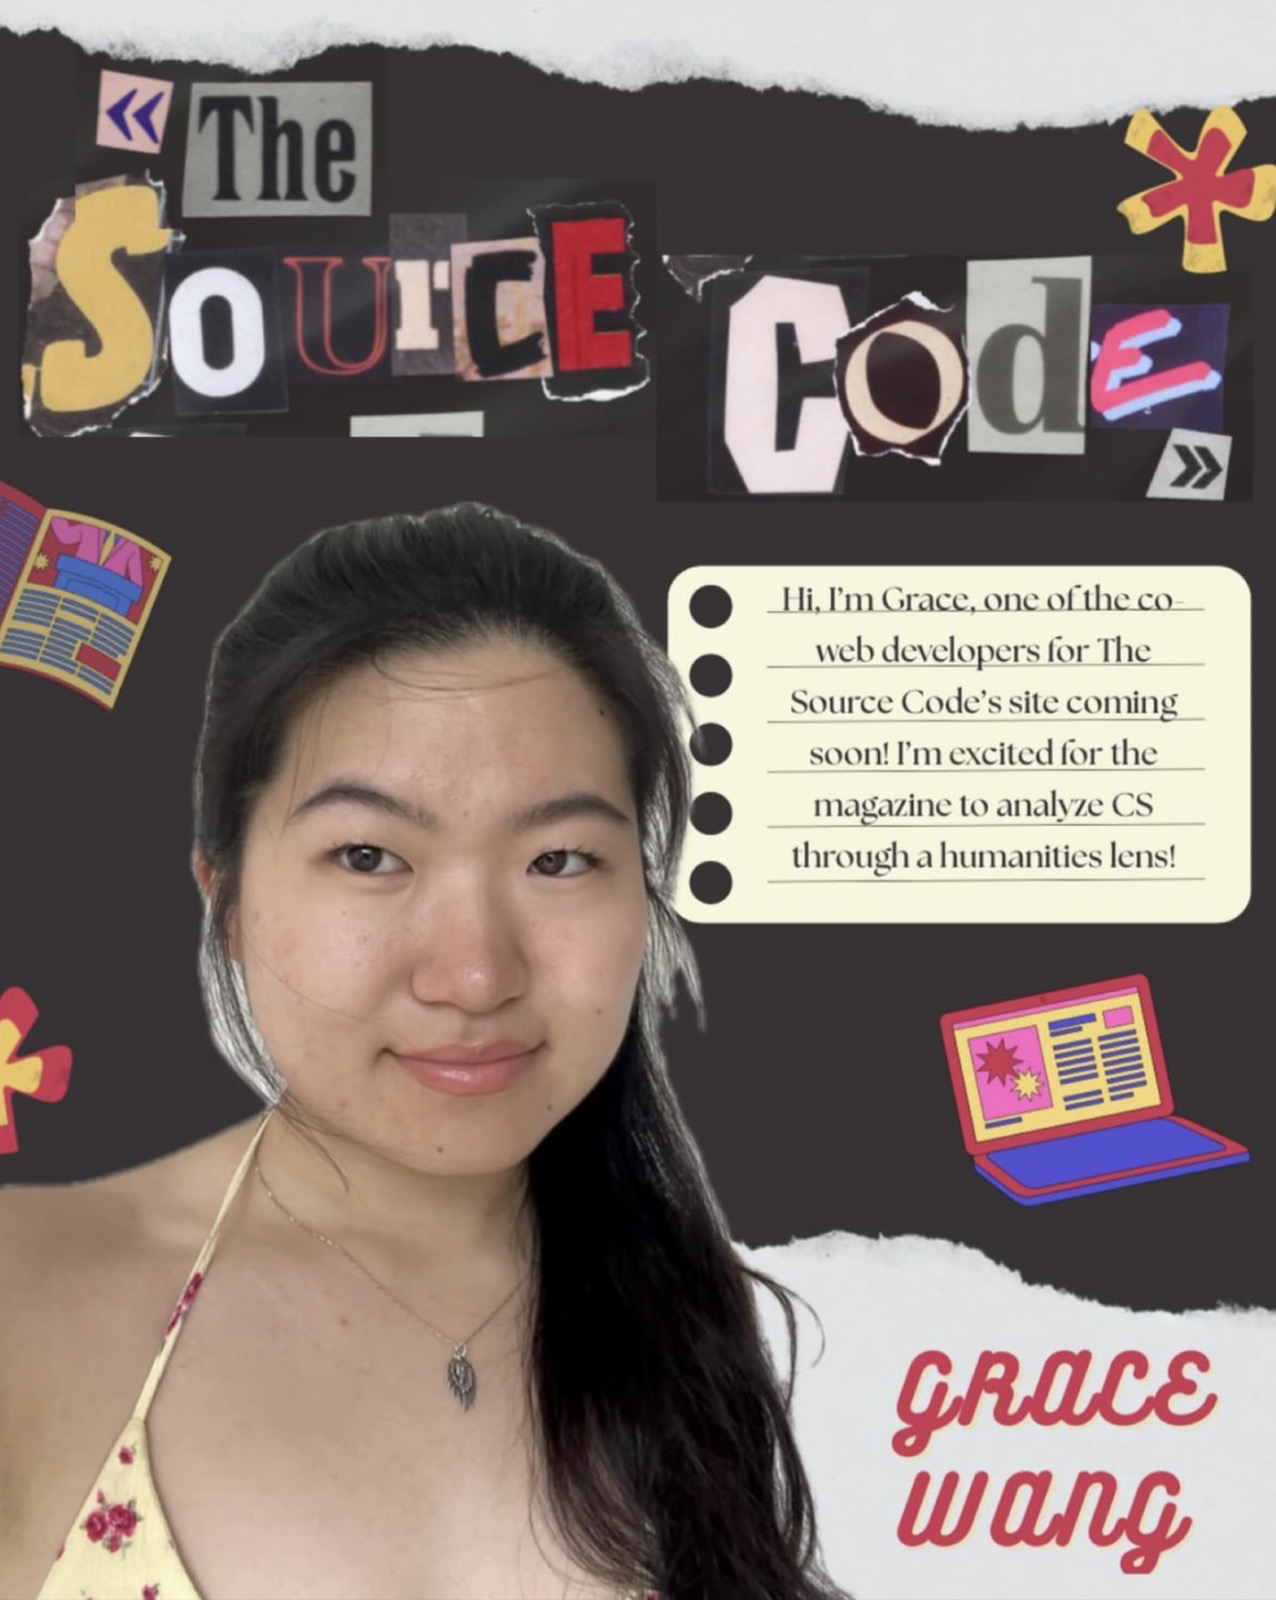 << The
SOUrCE CodE >>
Hi, I'm Grace, one of the co-
web developers for The
Source Code's site coming
soon! I'm excited for the
magazine to analyze CS
through a humanities lens!
GRACE
WANG